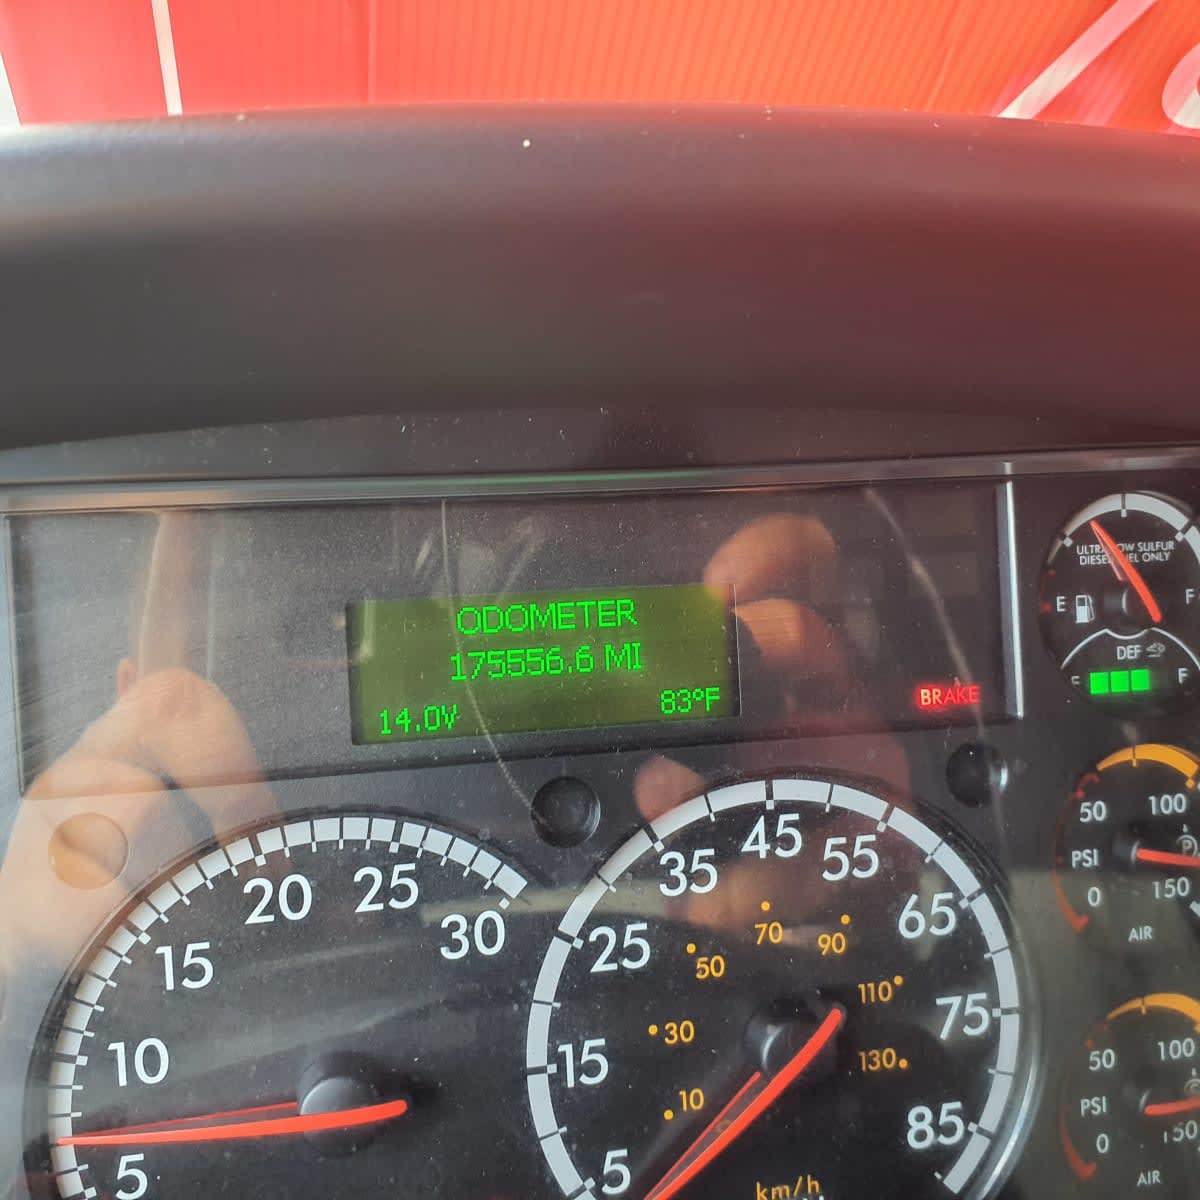 ODOMETER
175556.6 MI
14.0V
83°F
BRAKE
ULTRA LOW SULFUR
DIESEL FUEL ONLY
E
F
DEF
E
F
50
100
PSI
0
150
AIR
50
100
PSI
0
150
AIR
5
10
15
20
25
30
5
15
25
35
45
55
65
75
85
10
30
50
70
90
110
130
km/h